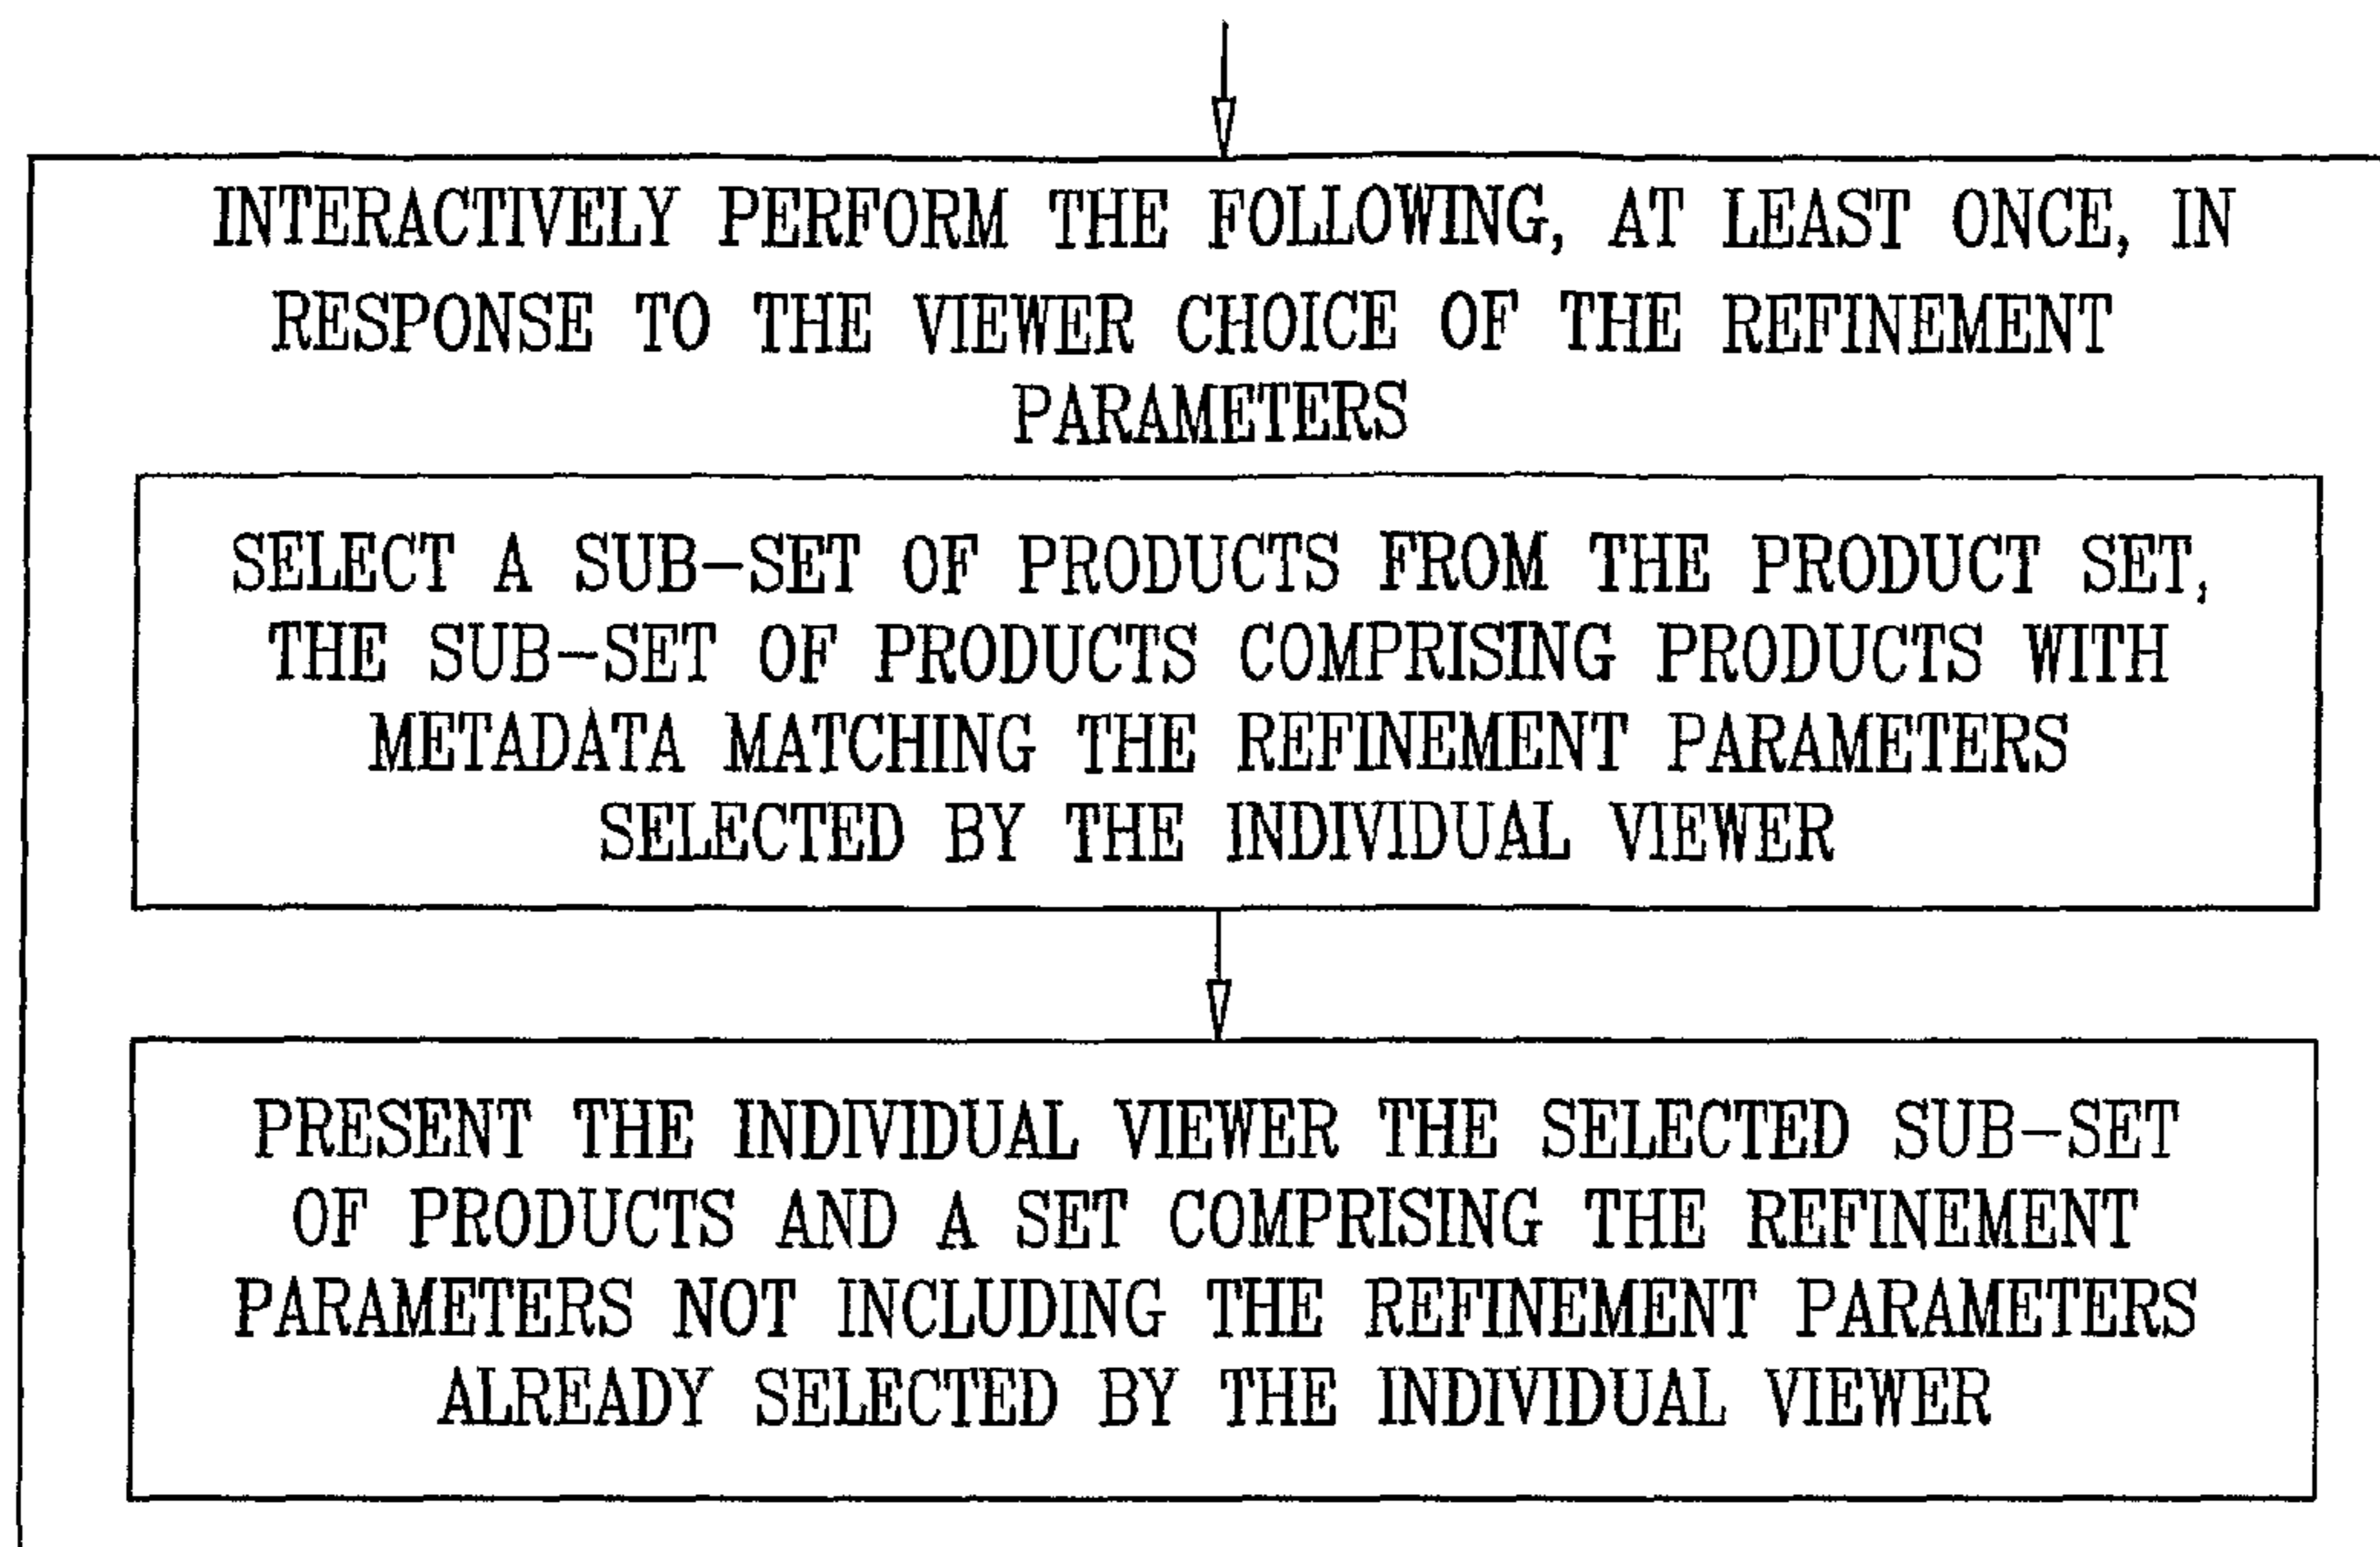 INTERACTIVELY PERFORM THE FOLLOWING, AT LEAST ONCE, IN
RESPONSE TO THE VIEWER CHOICE OF THE REFINEMENT
PARAMETERS
SELECT A SUB-SET OF PRODUCTS FROM THE PRODUCT SET,
THE SUB-SET OF PRODUCTS COMPRISING PRODUCTS WITH
METADATA MATCHING THE REFINEMENT PARAMETERS
SELECTED BY THE INDIVIDUAL VIEWER
PRESENT THE INDIVIDUAL VIEWER THE SELECTED SUB-SET
OF PRODUCTS AND A SET COMPRISING THE REFINEMENT
PARAMETERS NOT INCLUDING THE REFINEMENT PARAMETERS
ALREADY SELECTED BY THE INDIVIDUAL VIEWER